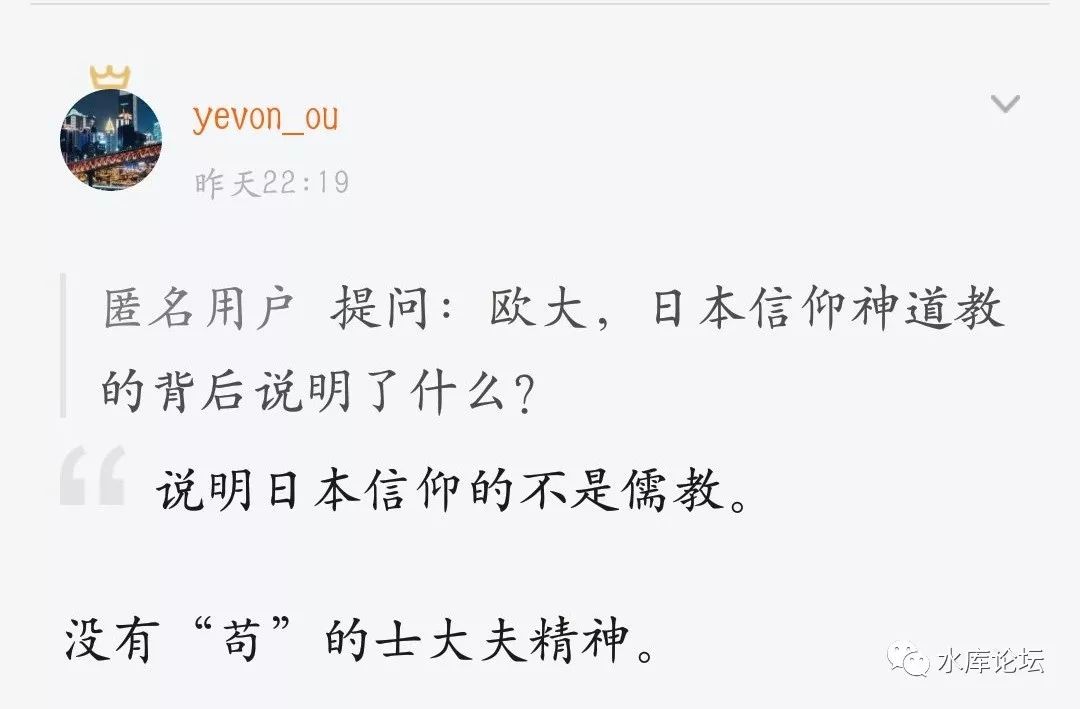 yevon_ou
昨天22:19
匿名用户 提问：欧大，日本信仰神道教
的背后说明了什么？
说明日本信仰的不是儒教。
没有“苟”的士大夫精神。
水库论坛